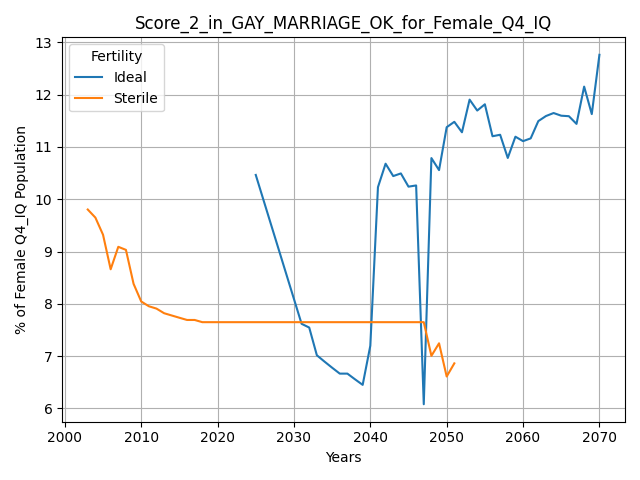 Score_2_in_GAY_MARRIAGE_OK_for_Female_Q4_IQ
Fertility
Ideal
Sterile
% of Female Q4_IQ Population
13
12
11
10
9
8
7
6
2000 2010 2020 2030 2040 2050 2060 2070
Years